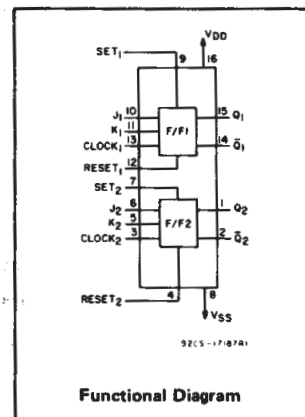 SET1
9
VDD
16
J1 10
K1 11
CLOCK1 13
F/F1
15 Q1
14 Q̅1
12
RESET1
SET2 7
J2 6
K2 5
CLOCK2 3
F/F2
1 Q2
2 Q̅2
RESET2 4
8
VSS
92CS-17187R1
Functional Diagram